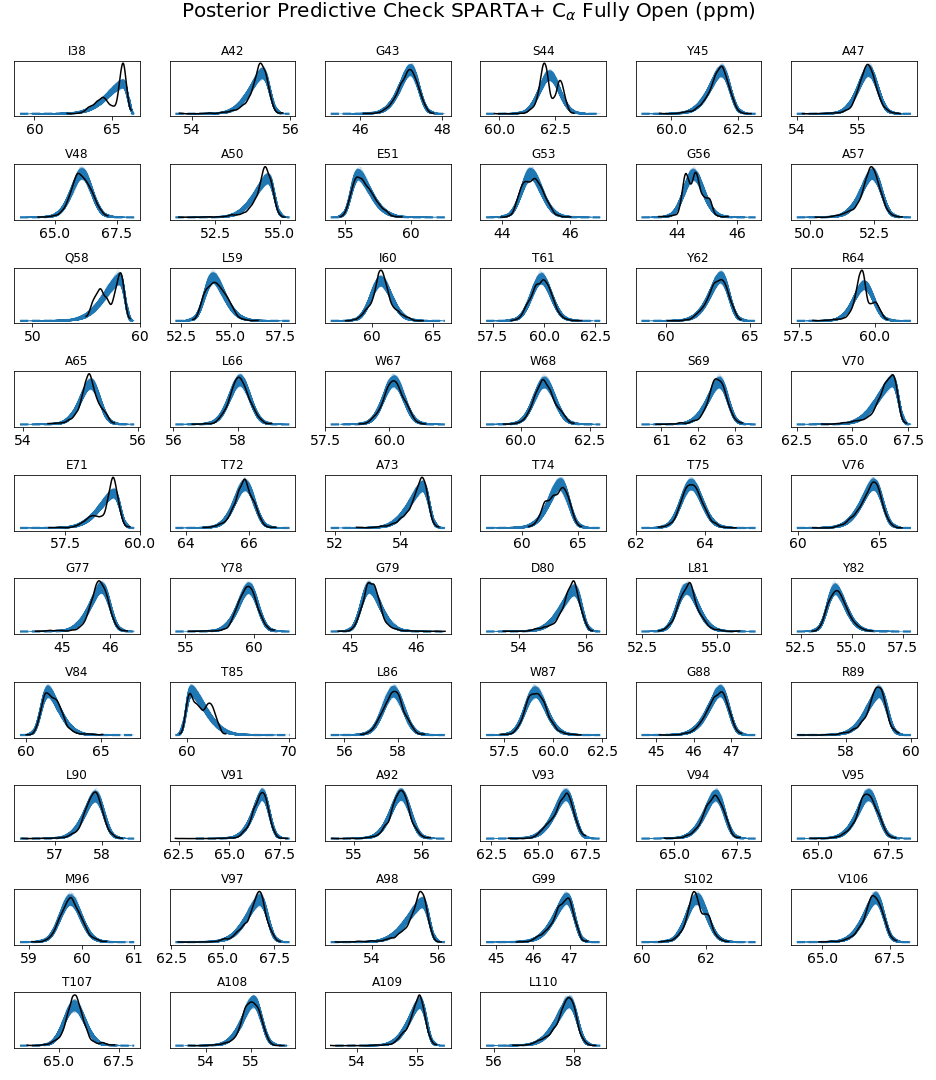 Posterior Predictive Check SPARTA+ Cα Fully Open (ppm)
I38 A42 G43 S44 Y45 A47
60 65 54 56 46 48 60.0 62.5 60.0 62.5 54 55
V48 A50 E51 G53 G56 A57
65.0 67.5 52.5 55.0 55 60 44 46 44 46 50.0 52.5
Q58 L59 I60 T61 Y62 R64
50 60 52.5 55.0 57.5 60 65 57.5 60.0 62.5 60 65 57.5 60.0
A65 L66 W67 W68 S69 V70
54 56 56 58 57.5 60.0 60.0 62.5 61 62 63 62.5 65.0 67.5
E71 T72 A73 T74 T75 V76
57.5 60.0 64 66 52 54 60 65 62 64 60 65
G77 Y78 G79 D80 L81 Y82
45 46 55 60 45 46 54 56 52.5 55.0 52.5 55.0 57.5
V84 T85 L86 W87 G88 R89
60 65 60 70 56 58 57.5 60.0 62.5 45 46 47 58 60
L90 V91 A92 V93 V94 V95
57 58 62.5 65.0 67.5 55 56 62.5 65.0 67.5 65.0 67.5 65.0 67.5
M96 V97 A98 G99 S102 V106
59 60 61 62.5 65.0 67.5 54 56 45 46 47 60 62 65.0 67.5
T107 A108 A109 L110
65.0 67.5 54 55 54 55 56 58